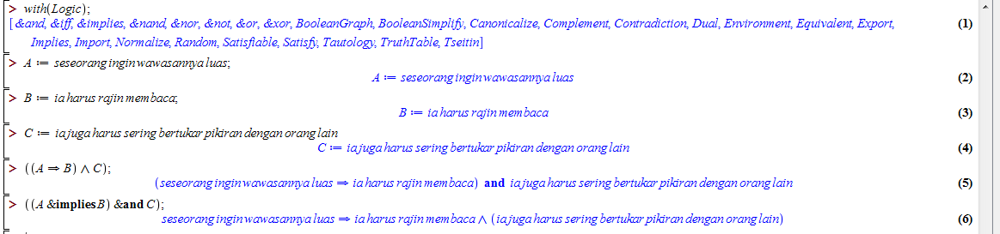 > with(Logic);
[&and, &iff, &implies, &nand, &nor, &not, &or, &xor, BooleanGraph, BooleanSimplify, Canonicalize, Complement, Contradiction, Dual, Environment, Equivalent, Export, (1)
Implies, Import, Normalize, Random, Satisfiable, Satisfy, Tautology, TruthTable, Tseitin]
> A := seseorang ingin wawasannya luas;
A := seseorang ingin wawasannya luas (2)
> B := ia harus rajin membaca;
B := ia harus rajin membaca (3)
> C := ia juga harus sering bertukar pikiran dengan orang lain
C := ia juga harus sering bertukar pikiran dengan orang lain (4)
> ((A ⇒ B) ∧ C);
(seseorang ingin wawasannya luas ⇒ ia harus rajin membaca) and ia juga harus sering bertukar pikiran dengan orang lain (5)
> ((A &implies B) &and C);
seseorang ingin wawasannya luas ⇒ ia harus rajin membaca ∧ (ia juga harus sering bertukar pikiran dengan orang lain) (6)